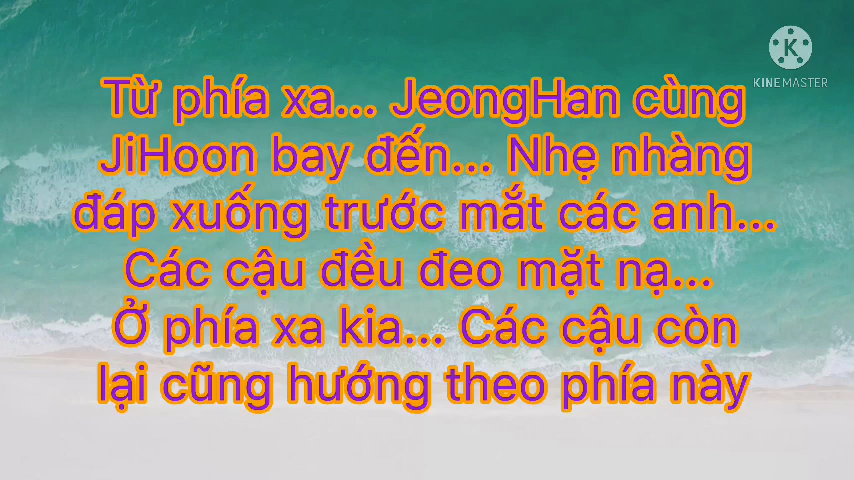 K
KINEMASTER
Từ phía xa... JeongHan cùng
JiHoon bay đến... Nhẹ nhàng
đáp xuống trước mắt các anh...
Các cậu đều đeo mặt nạ...
Ở phía xa kia... Các cậu còn
lại cũng hướng theo phía này